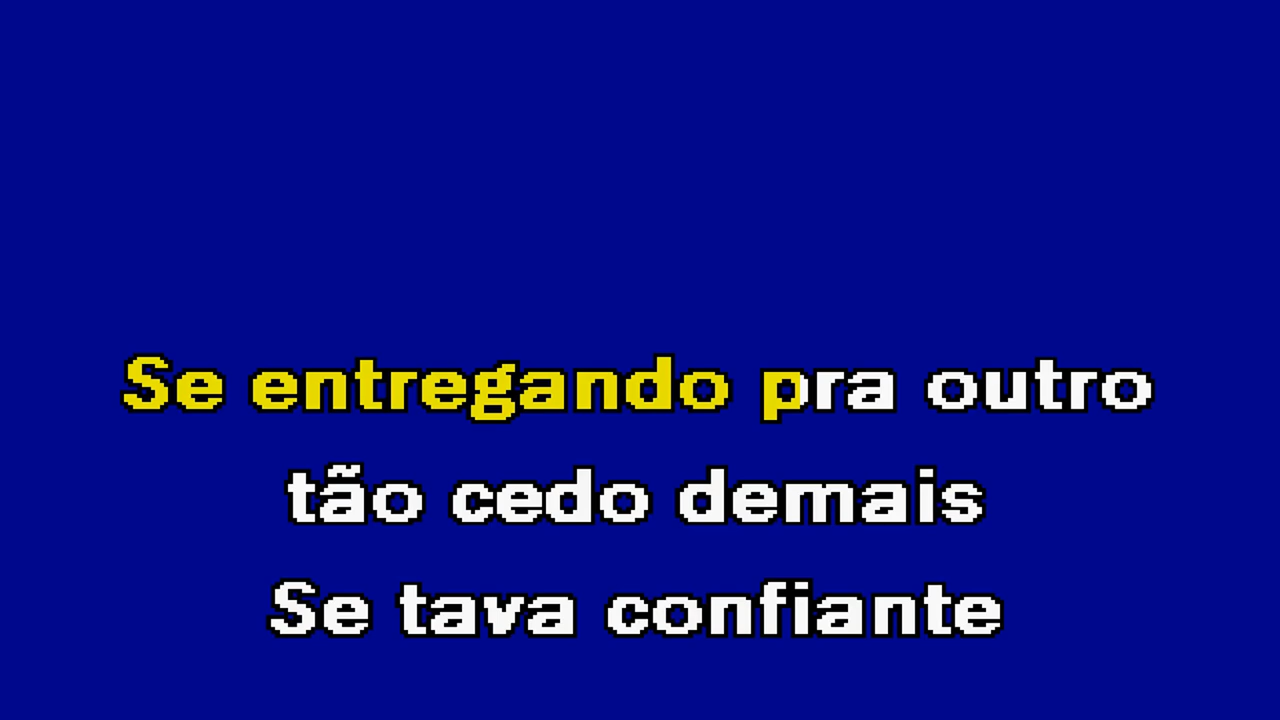 Se entregando pra outro
tão cedo demais
Se tava confiante